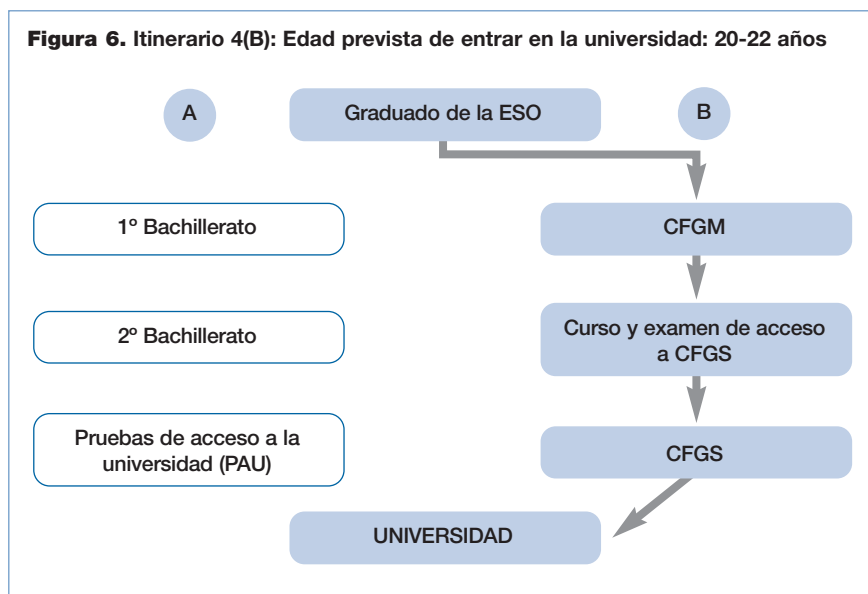 Figura 6. Itinerario 4(B): Edad prevista de entrar en la universidad: 20-22 años
A
Graduado de la ESO
B
1º Bachillerato
CFGM
2º Bachillerato
Curso y examen de acceso
a CFGS
Pruebas de acceso a la
universidad (PAU)
CFGS
UNIVERSIDAD